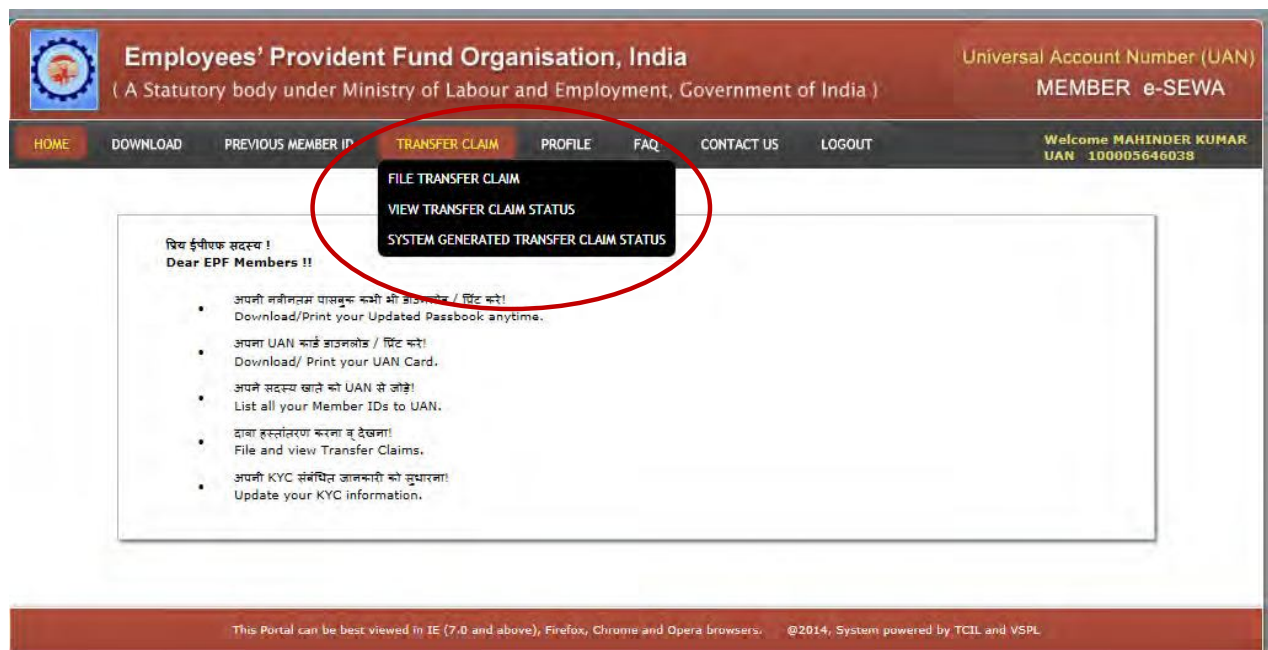 Employees' Provident Fund Organisation, India
( A Statutory body under Ministry of Labour and Employment, Government of India )
Universal Account Number (UAN)
MEMBER e-SEWA
HOME DOWNLOAD PREVIOUS MEMBER ID TRANSFER CLAIM PROFILE FAQ CONTACT US LOGOUT
Welcome MAHINDER KUMAR
UAN 100005646038
FILE TRANSFER CLAIM
VIEW TRANSFER CLAIM STATUS
SYSTEM GENERATED TRANSFER CLAIM STATUS
प्रिय ईपीएफ सदस्य !
Dear EPF Members !!
अपनी नवीनतम पासबुक कभी भी डाउनलोड / प्रिंट करे!
Download/Print your Updated Passbook anytime.
अपना UAN कार्ड डाउनलोड / प्रिंट करे!
Download/ Print your UAN Card.
अपने सदस्य खाते को UAN से जोड़े!
List all your Member IDs to UAN.
दावा हस्तांतरण करना व् देखना!
File and view Transfer Claims.
अपनी KYC संबंधित जानकारी को सुधारना!
Update your KYC information.
This Portal can be best viewed in IE (7.0 and above), Firefox, Chrome and Opera browsers. @2014, System powered by TCIL and VSPL